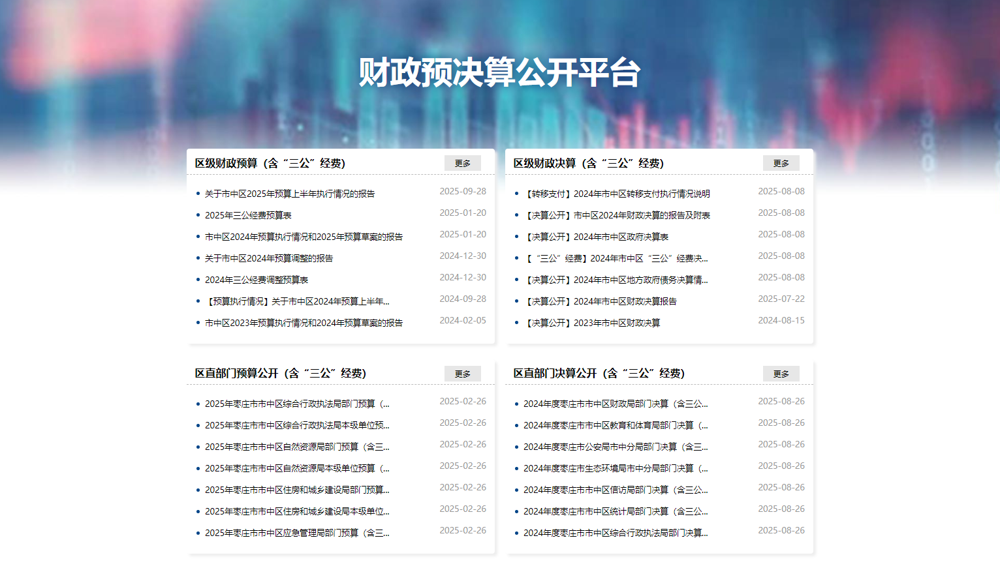 财政预决算公开平台
区级财政预算（含“三公”经费）
更多
关于市中区2025年预算上半年执行情况的报告
2025-09-28
2025年三公经费预算表
2025-01-20
市中区2024年预算执行情况和2025年预算草案的报告
2025-01-20
关于市中区2024年预算调整的报告
2024-12-30
2024年三公经费调整预算表
2024-12-30
【预算执行情况】关于市中区2024年预算上半年...
2024-09-28
市中区2023年预算执行情况和2024年预算草案的报告
2024-02-05
区级财政决算（含“三公”经费）
更多
【转移支付】2024年市中区转移支付执行情况说明
2025-08-08
【决算公开】市中区2024年财政决算的报告及附表
2025-08-08
【决算公开】2024年市中区政府决算表
2025-08-08
【“三公”经费】2024年市中区“三公”经费决...
2025-08-08
【决算公开】2024年市中区地方政府债务决算情...
2025-08-08
【决算公开】2024年市中区财政决算报告
2025-07-22
【决算公开】2023年市中区财政决算
2024-08-15
区直部门预算公开（含“三公”经费）
更多
2025年枣庄市市中区综合行政执法局部门预算（...
2025-02-26
2025年枣庄市市中区综合行政执法局本级单位预...
2025-02-26
2025年枣庄市市中区自然资源局部门预算（含三...
2025-02-26
2025年枣庄市市中区自然资源局本级单位预算（...
2025-02-26
2025年枣庄市市中区住房和城乡建设局部门预算...
2025-02-26
2025年枣庄市市中区住房和城乡建设局本级单位...
2025-02-26
2025年枣庄市市中区应急管理局部门预算（含三...
2025-02-26
区直部门决算公开（含“三公”经费）
更多
2024年度枣庄市市中区财政局部门决算（含三公...
2025-08-26
2024年度枣庄市市中区教育和体育局部门决算（...
2025-08-26
2024年度枣庄市公安局市中分局部门决算（含三...
2025-08-26
2024年度枣庄市生态环境局市中分局部门决算（...
2025-08-26
2024年度枣庄市市中区信访局部门决算（含三公...
2025-08-26
2024年度枣庄市市中区统计局部门决算（含三公...
2025-08-26
2024年度枣庄市市中区综合行政执法局部门决算...
2025-08-26